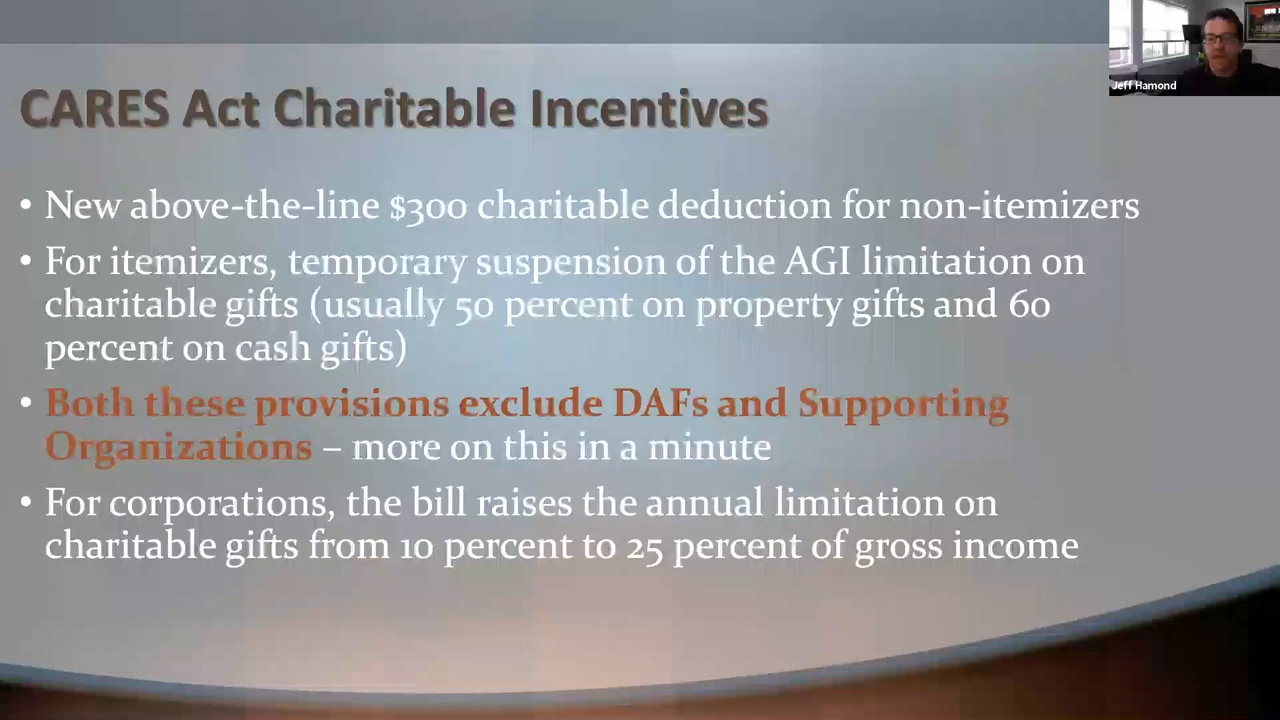 Jeff Hamond
CARES Act Charitable Incentives
• New above-the-line $300 charitable deduction for non-itemizers
• For itemizers, temporary suspension of the AGI limitation on
charitable gifts (usually 50 percent on property gifts and 60
percent on cash gifts)
• Both these provisions exclude DAFs and Supporting
Organizations – more on this in a minute
• For corporations, the bill raises the annual limitation on
charitable gifts from 10 percent to 25 percent of gross income